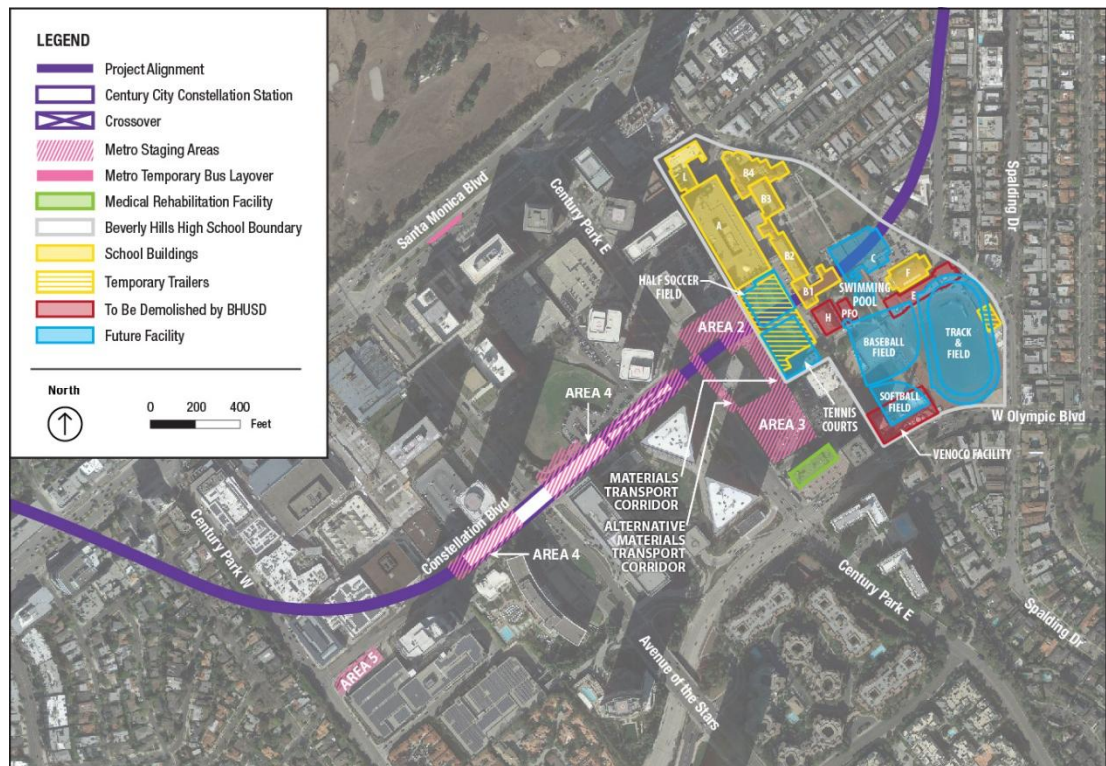 LEGEND
Project Alignment
Century City Constellation Station
Crossover
Metro Staging Areas
Metro Temporary Bus Layover
Medical Rehabilitation Facility
Beverly Hills High School Boundary
School Buildings
Temporary Trailers
To Be Demolished by BHUSD
Future Facility
North
0 200 400
Feet
Santa Monica Blvd
Century Park E
Spalding Dr
L
B4
B3
A
B2
B1
C
F
E
H
SWIMMING
POOL
PFO
HALF SOCCER
FIELD
AREA 2
BASEBALL
FIELD
TRACK
&
FIELD
SOFTBALL
FIELD
W Olympic Blvd
AREA 4
AREA 3
TENNIS
COURTS
VENOCO FACILITY
MATERIALS
TRANSPORT
CORRIDOR
ALTERNATIVE
MATERIALS
TRANSPORT
CORRIDOR
Constellation Blvd
AREA 4
Century Park W
AREA 5
Avenue of the Stars
Century Park E
Spalding Dr